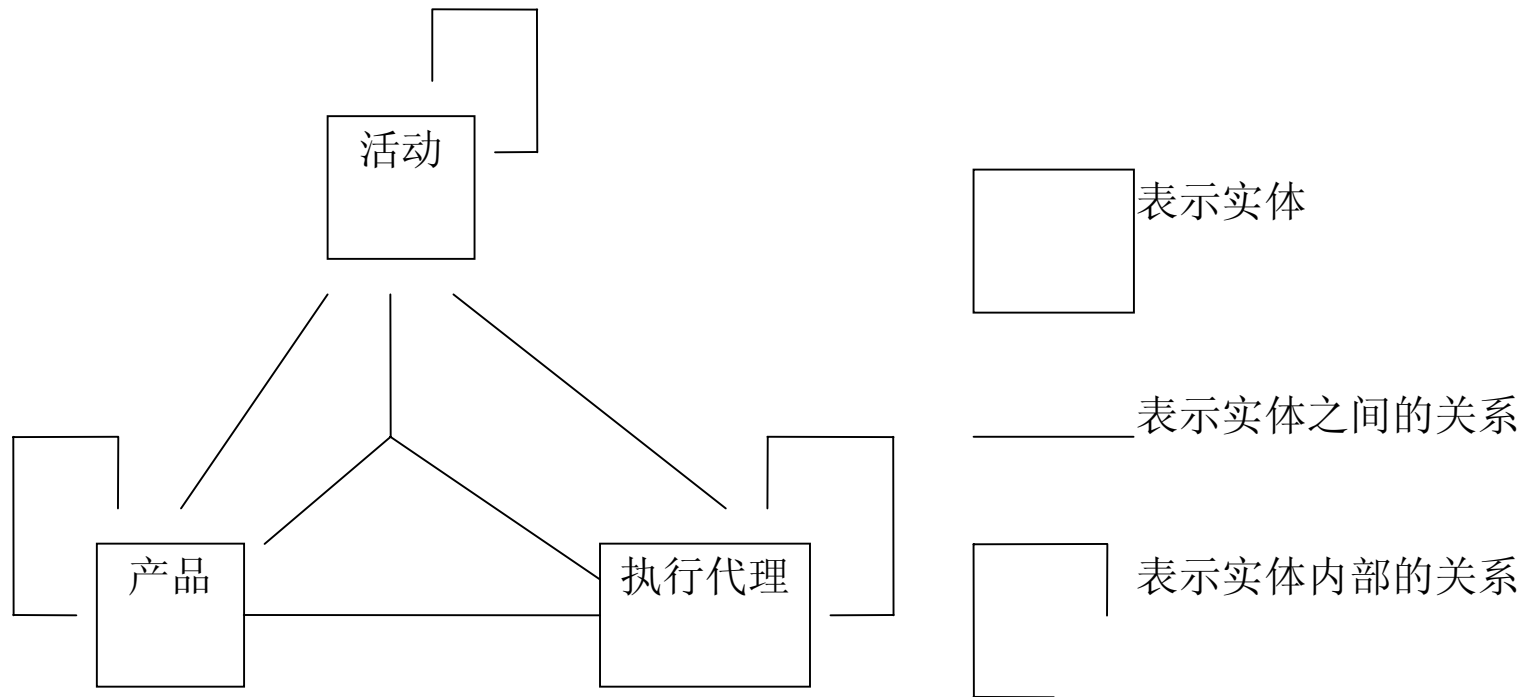 活动
表示实体
表示实体之间的关系
产品
执行代理
表示实体内部的关系